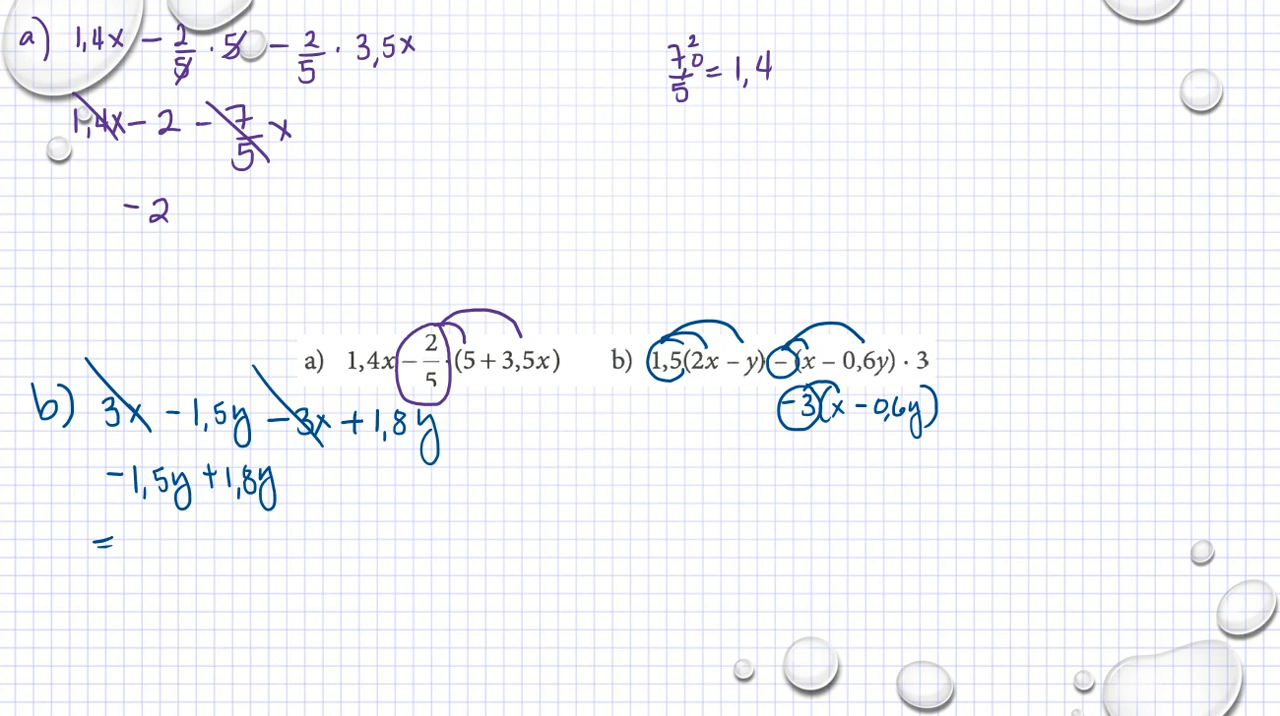 a) 1,4x − 2/5 · 5 − 2/5 · 3,5x
7,0/5 = 1,4
2
1,4x − 2 − 7/5 x
− 2
a) 1,4x − 2/5 · (5 + 3,5x) b) 1,5(2x − y) − (x − 0,6y) · 3
−3(x − 0,6y)
b) 3x − 1,5y − 3x + 1,8y
− 1,5y + 1,8y
=